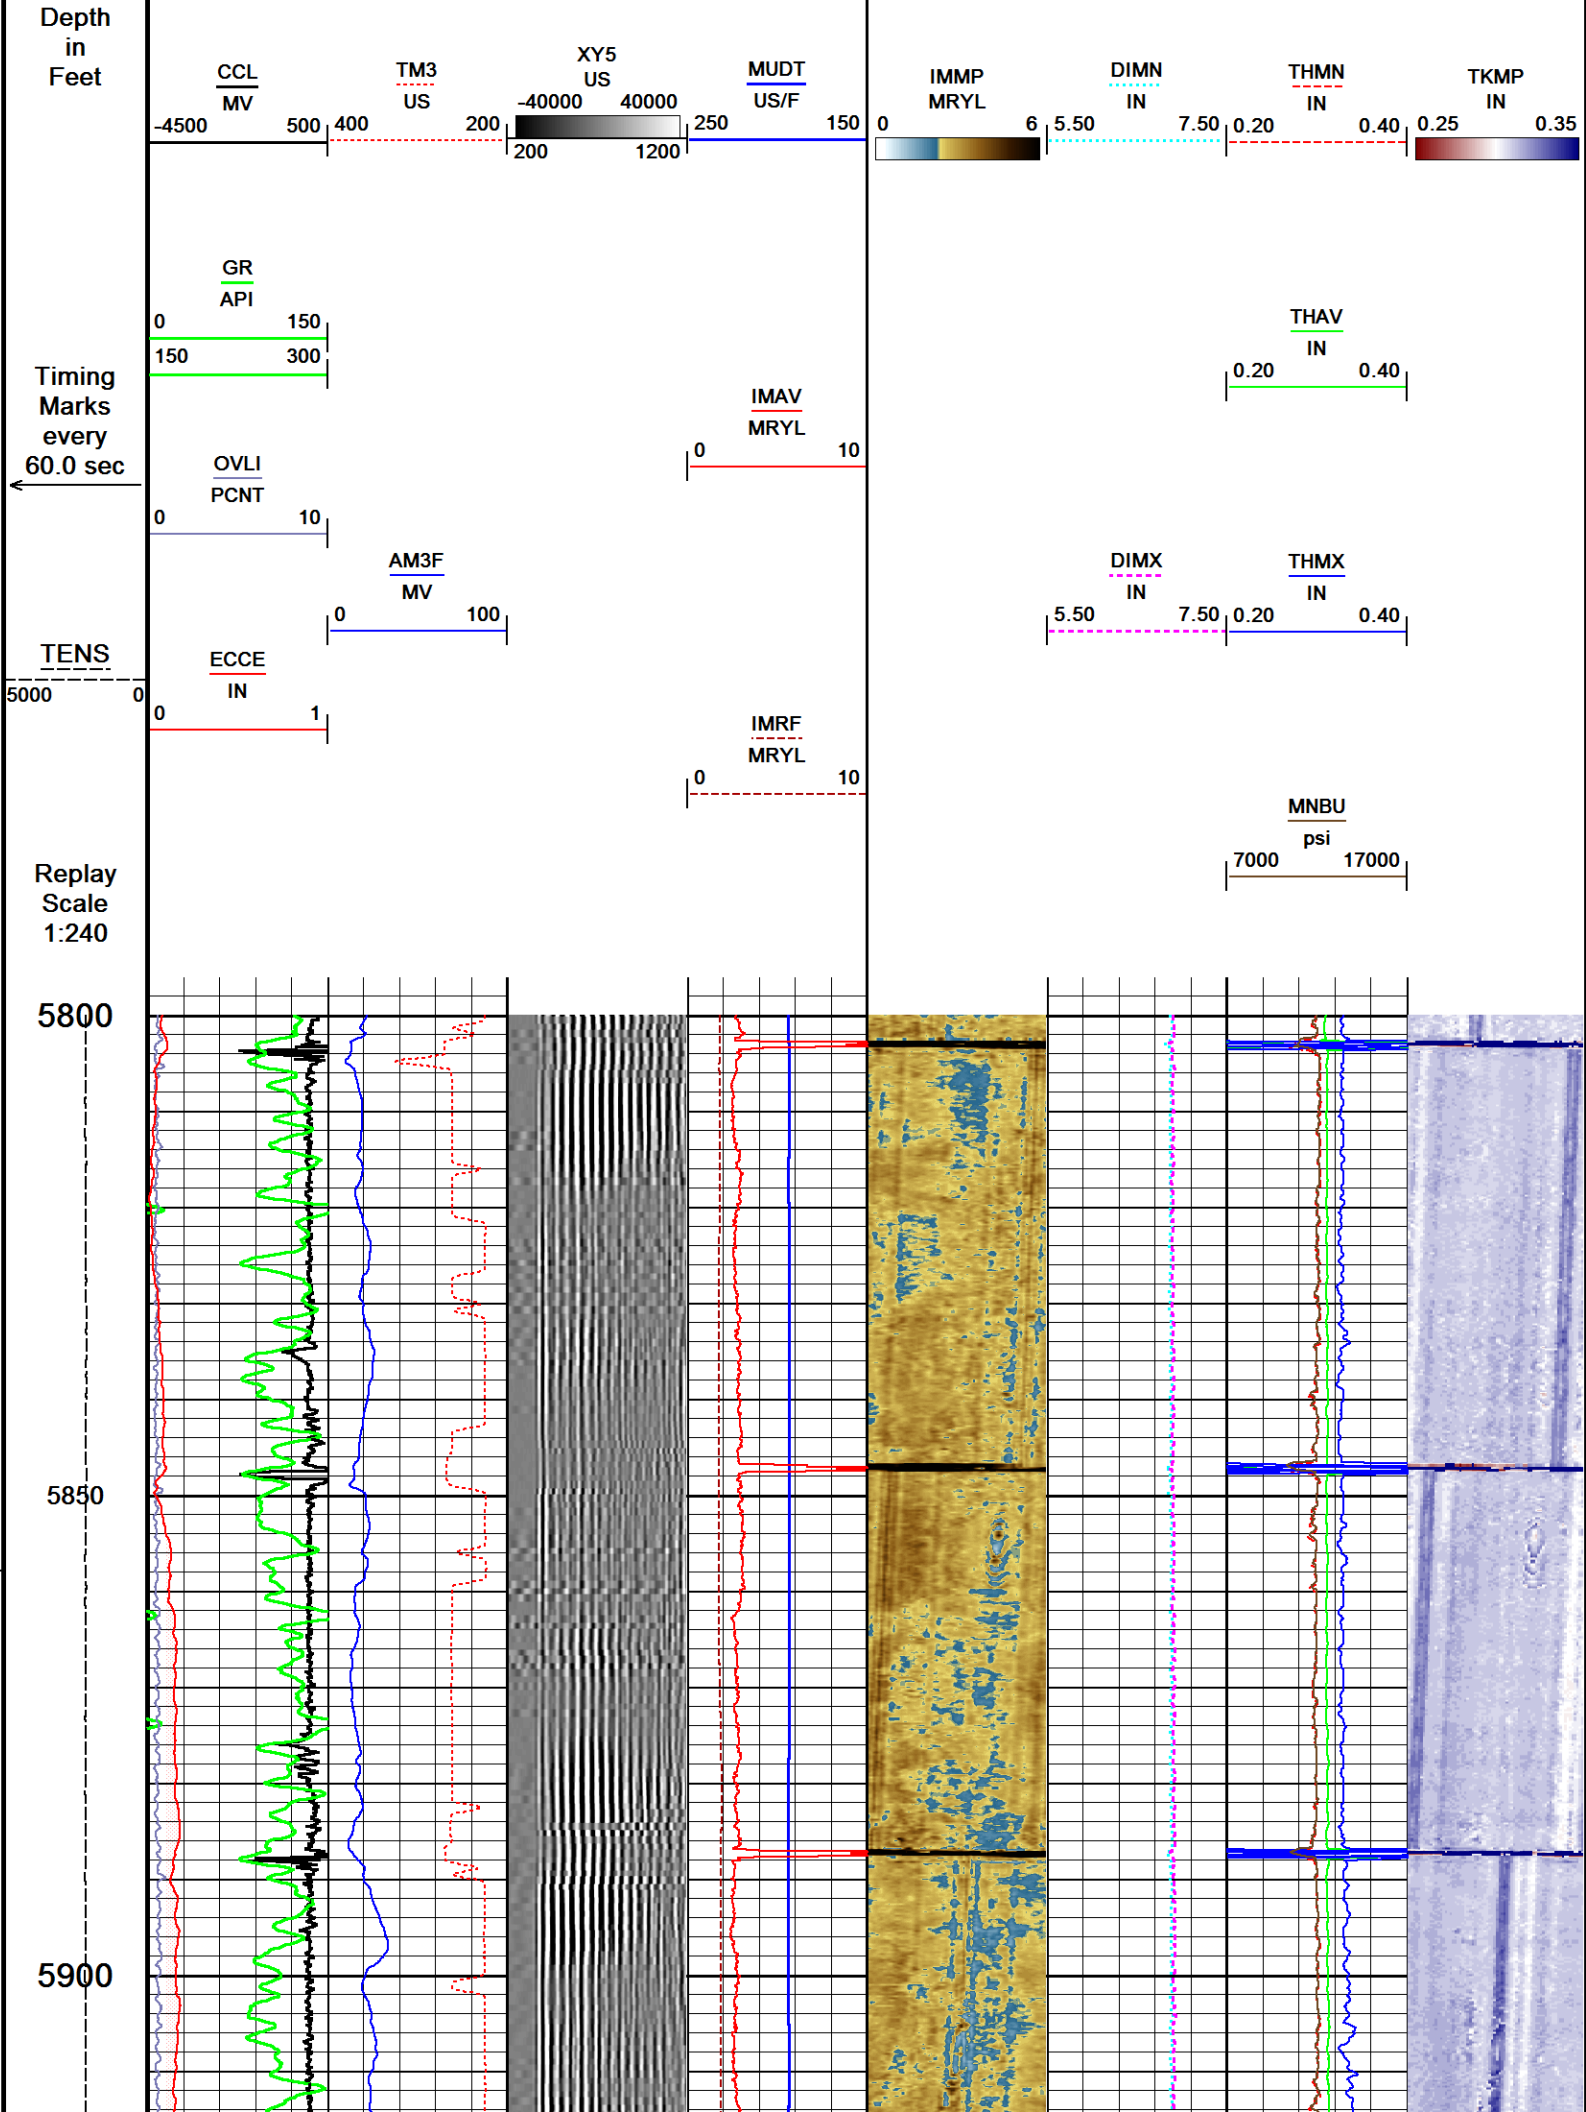 Depth
in
Feet
CCL
MV
-4500 500
TM3
US
400 200
XY5
US
-40000 40000
200 1200
MUDT
US/F
250 150
IMMP
MRYL
0 6
DIMN
IN
5.50 7.50
THMN
IN
0.20 0.40
TKMP
IN
0.25 0.35
GR
API
0 150
150 300
THAV
IN
0.20 0.40
Timing
Marks
every
60.0 sec
IMAV
MRYL
0 10
OVLI
PCNT
0 10
AM3F
MV
0 100
DIMX
IN
5.50 7.50
THMX
IN
0.20 0.40
TENS
5000 0
ECCE
IN
0 1
IMRF
MRYL
0 10
MNBU
psi
7000 17000
Replay
Scale
1:240
5800
5850
5900